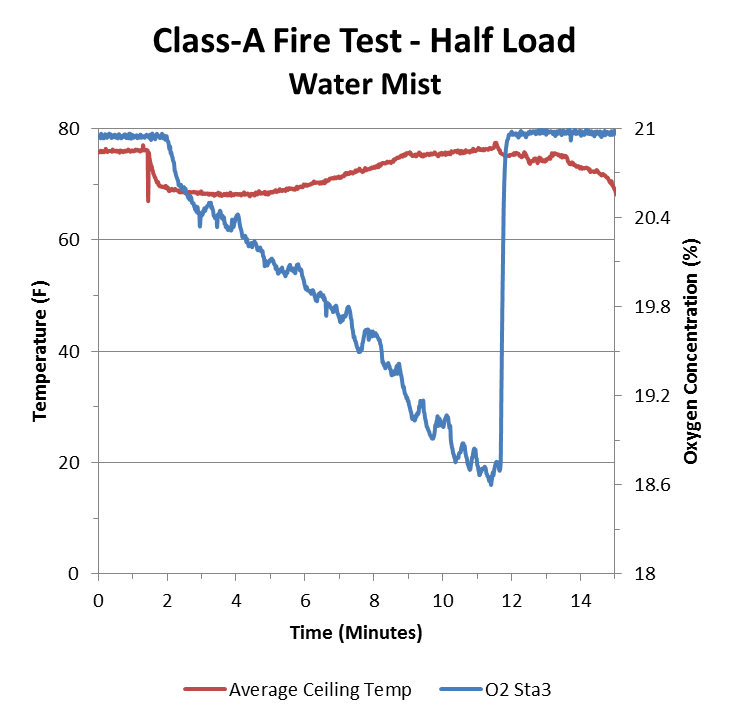 Class-A Fire Test - Half Load
Water Mist
80
60
40
20
0
Temperature (F)
21
20.4
19.8
19.2
18.6
18
Oxygen Concentration (%)
0 2 4 6 8 10 12 14
Time (Minutes)
Average Ceiling Temp O2 Sta3